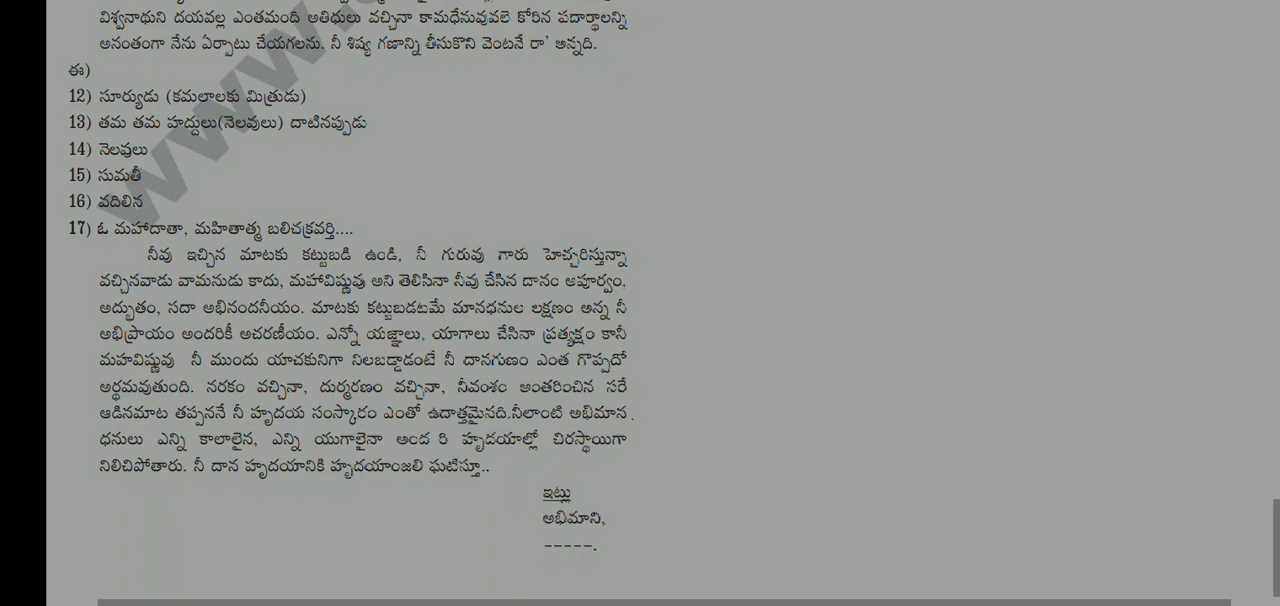 విశ్వనాథుని దయవల్ల ఎంతమంది అతిథులు వచ్చినా కామధేనువువలె కోరిన పదార్థాలన్ని
అనంతంగా నేను ఏర్పాటు చేయగలను. నీ శిష్య గణాన్ని తీసుకొని వెంటనే రా' అన్నది.
ఈ)
12) సూర్యుడు (కమలాలకు మిత్రుడు)
13) తమ తమ హద్దులు(నెలవులు) దాటినప్పుడు
14) నెలవులు
15) సుమతీ
16) వదిలిన
17) ఓ మహాదాతా, మహితాత్మ బలిచక్రవర్తి....
నీవు ఇచ్చిన మాటకు కట్టుబడి ఉండి, నీ గురువు గారు హెచ్చరిస్తున్నా
వచ్చినవాడు వామనుడు కాదు, మహావిష్ణువు అని తెలిసినా నీవు చేసిన దానం అపూర్వం,
అద్భుతం, సదా అభినందనీయం. మాటకు కట్టుబడటమే మానధనుల లక్షణం అన్న నీ
అభిప్రాయం అందరికీ అచరణీయం. ఎన్నో యజ్ఞాలు, యాగాలు చేసినా ప్రత్యక్షం కానీ
మహవిష్ణువు నీ ముందు యాచకునిగా నిలబడ్డాడంటే నీ దానగుణం ఎంత గొప్పదో
అర్థమవుతుంది. నరకం వచ్చినా, దుర్మరణం వచ్చినా, నీవంశం అంతరించిన సరే
ఆడినమాట తప్పననే నీ హృదయ సంస్కారం ఎంతో ఉదాత్తమైనది.నీలాంటి అభిమాన
ధనులు ఎన్ని కాలాలైన, ఎన్ని యుగాలైనా అంద రి హృదయాల్లో చిరస్థాయిగా
నిలిచిపోతారు. నీ దాన హృదయానికి హృదయాంజలి ఘటిస్తూ..
ఇట్లు
అభిమాని,
-----.
www.